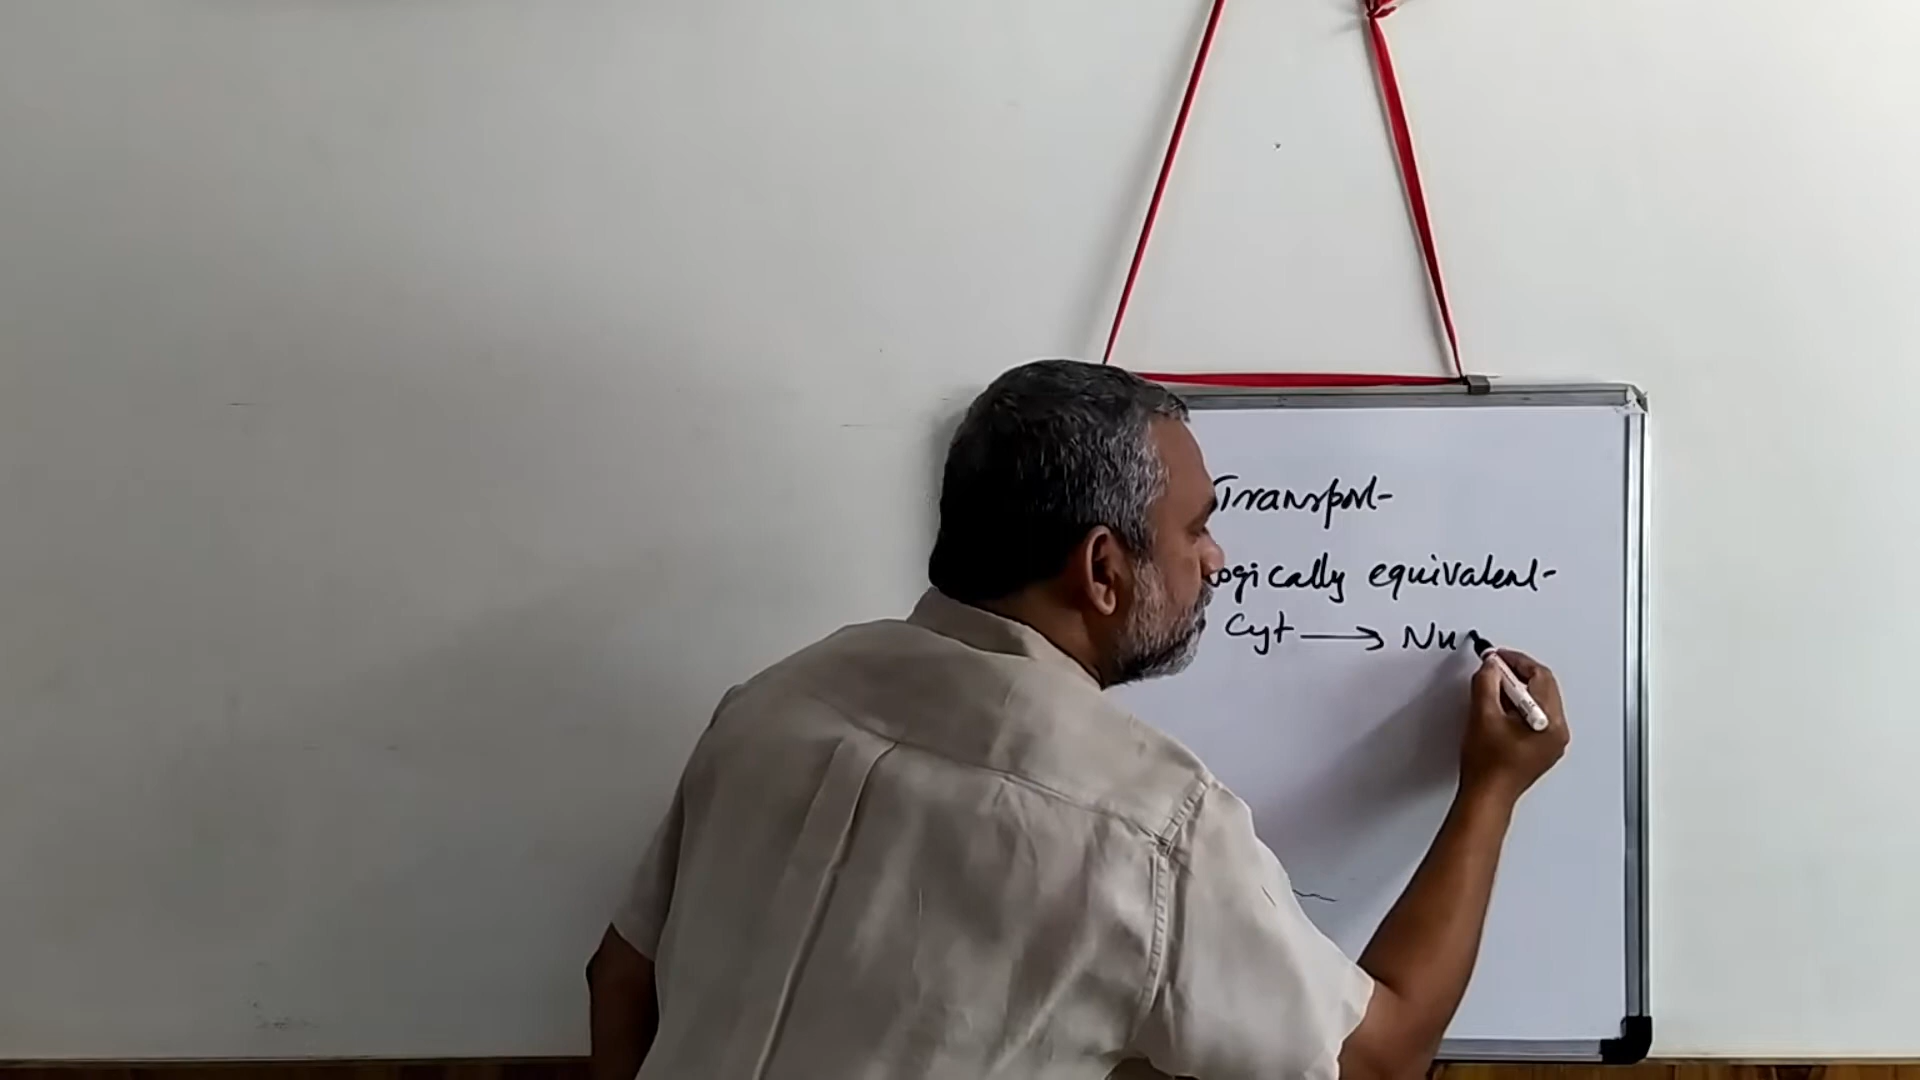 Transport
ogically equivalent
Cyt → Nu